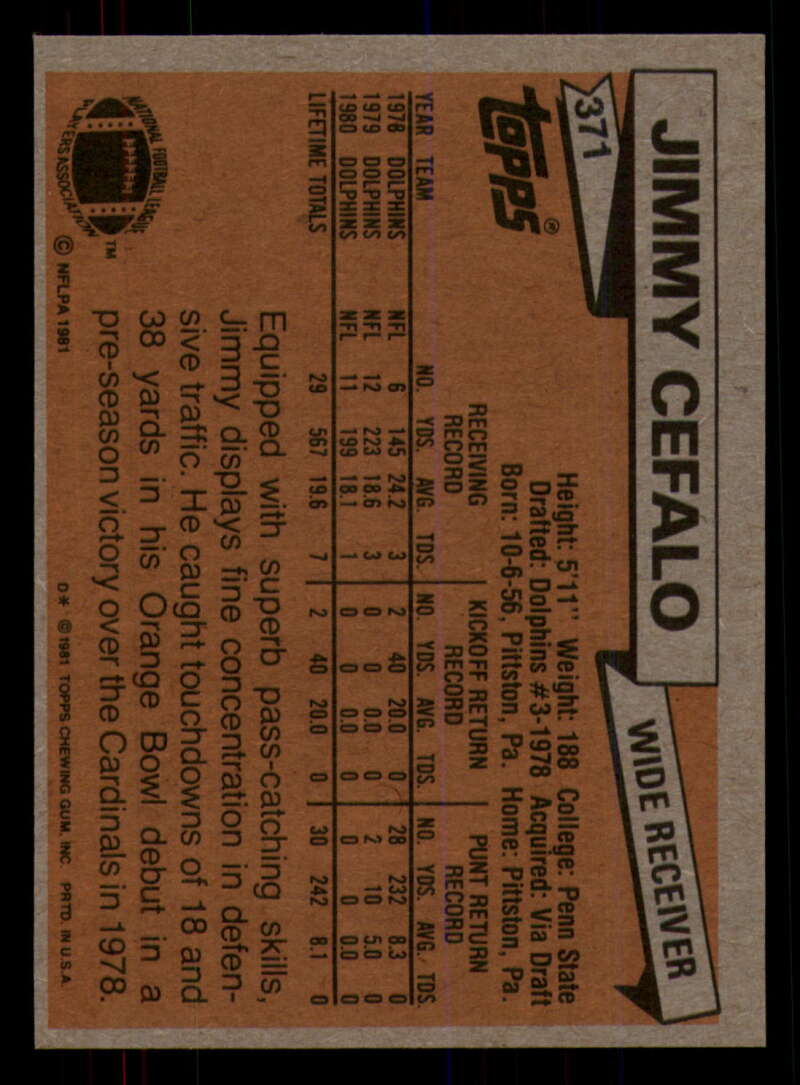 371
JIMMY CEFALO
WIDE RECEIVER
TOPPS®
Height: 5'11" Weight: 188 College: Penn State
Drafted: Dolphins #3-1978 Acquired: Via Draft
Born: 10-6-56, Pittston, Pa. Home: Pittston, Pa.
RECEIVING RECORD KICKOFF RETURN RECORD PUNT RETURN RECORD
YEAR TEAM NO. YDS. AVG. TDS. NO. YDS. AVG. TDS. NO. YDS. AVG. TDS.
1978 DOLPHINS NFL 6 145 24.2 3 2 40 20.0 0 28 232 8.3 0
1979 DOLPHINS NFL 12 223 18.6 3 0 0 0.0 0 2 10 5.0 0
1980 DOLPHINS NFL 11 199 18.1 1 0 0 0.0 0 0 0 0.0 0
LIFETIME TOTALS 29 567 19.6 7 2 40 20.0 0 30 242 8.1 0
Equipped with superb pass-catching skills,
Jimmy displays fine concentration in defen-
sive traffic. He caught touchdowns of 18 and
38 yards in his Orange Bowl debut in a
pre-season victory over the Cardinals in 1978.
NATIONAL FOOTBALL LEAGUE
PLAYERS ASSOCIATION
TM
© NFLPA 1981
D* © 1981 TOPPS CHEWING GUM, INC PRTD. IN U.S.A.